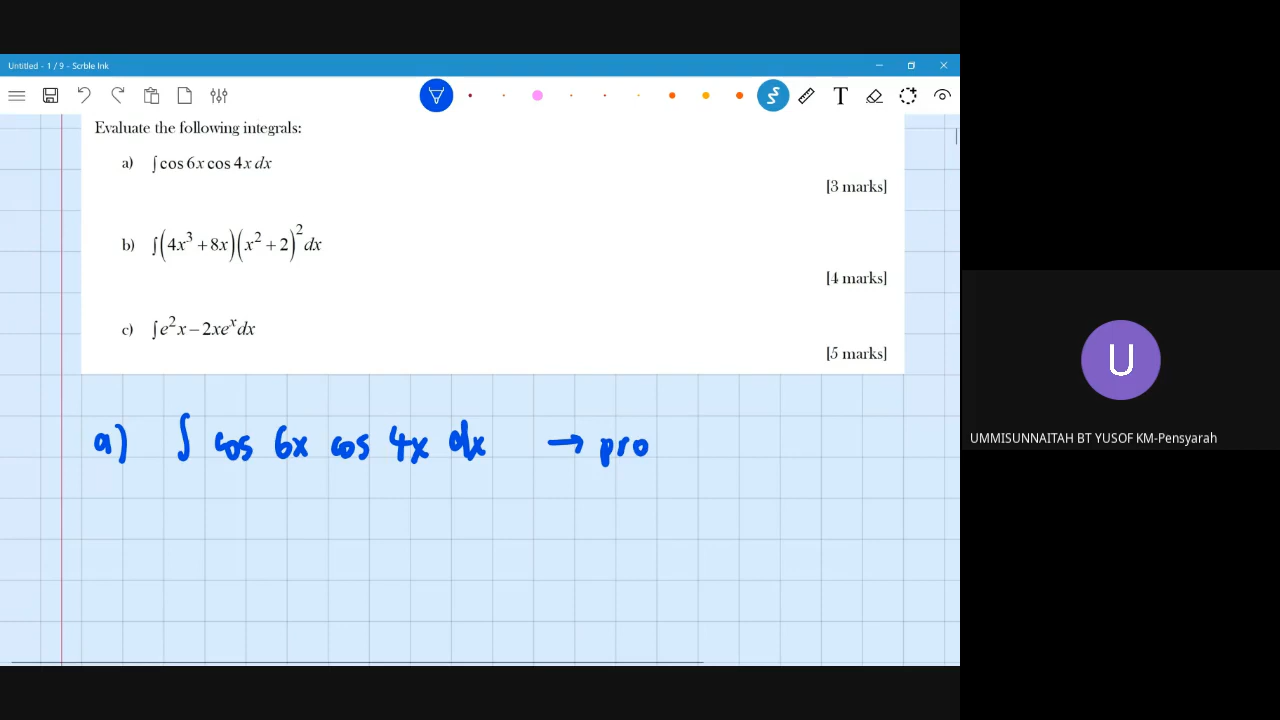 Untitled - 1 / 9 - Scrble Ink
T
Evaluate the following integrals:
a) ∫cos 6x cos 4x dx
[3 marks]
b) ∫(4x³ + 8x)(x² + 2)² dx
[4 marks]
c) ∫e²x – 2xeˣdx
[5 marks]
a) ∫ cos 6x cos 4x dx → pro
U
UMMISUNNAITAH BT YUSOF KM-Pensyarah